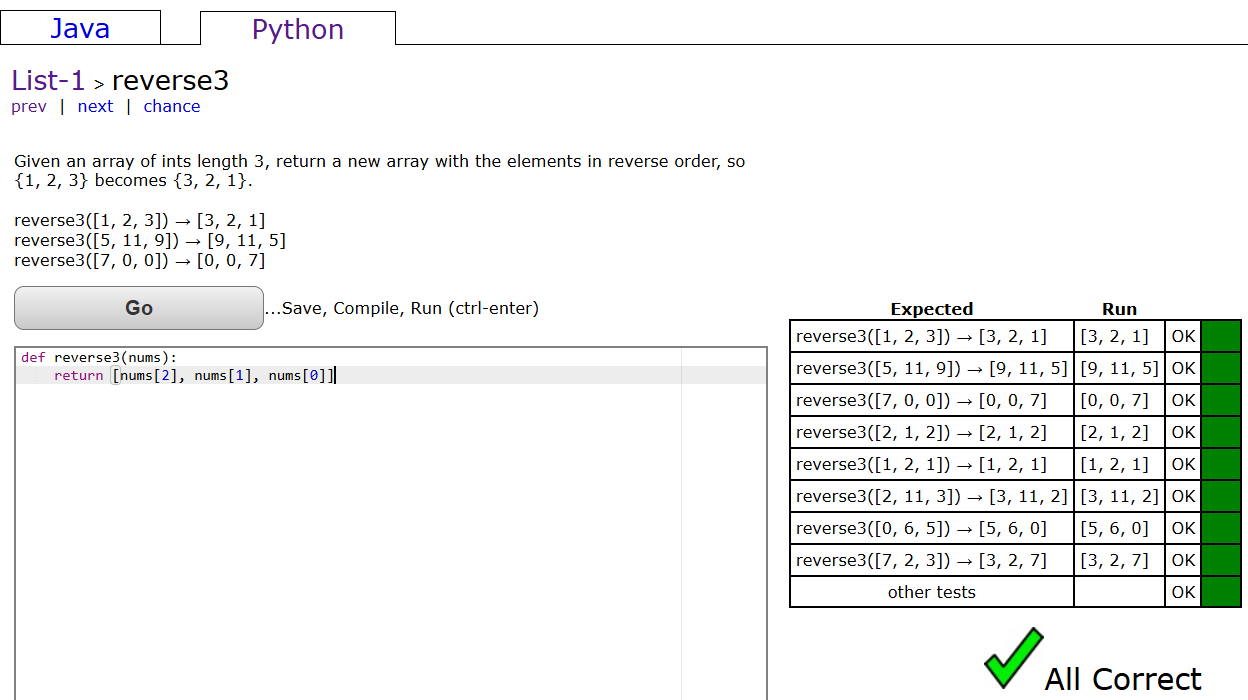 Java
Python
List-1 > reverse3
prev | next | chance
Given an array of ints length 3, return a new array with the elements in reverse order, so
{1, 2, 3} becomes {3, 2, 1}.
reverse3([1, 2, 3]) → [3, 2, 1]
reverse3([5, 11, 9]) → [9, 11, 5]
reverse3([7, 0, 0]) → [0, 0, 7]
Go ...Save, Compile, Run (ctrl-enter)
def reverse3(nums):
    return [nums[2], nums[1], nums[0]]
Expected Run
reverse3([1, 2, 3]) → [3, 2, 1] [3, 2, 1] OK
reverse3([5, 11, 9]) → [9, 11, 5] [9, 11, 5] OK
reverse3([7, 0, 0]) → [0, 0, 7] [0, 0, 7] OK
reverse3([2, 1, 2]) → [2, 1, 2] [2, 1, 2] OK
reverse3([1, 2, 1]) → [1, 2, 1] [1, 2, 1] OK
reverse3([2, 11, 3]) → [3, 11, 2] [3, 11, 2] OK
reverse3([0, 6, 5]) → [5, 6, 0] [5, 6, 0] OK
reverse3([7, 2, 3]) → [3, 2, 7] [3, 2, 7] OK
other tests OK
All Correct